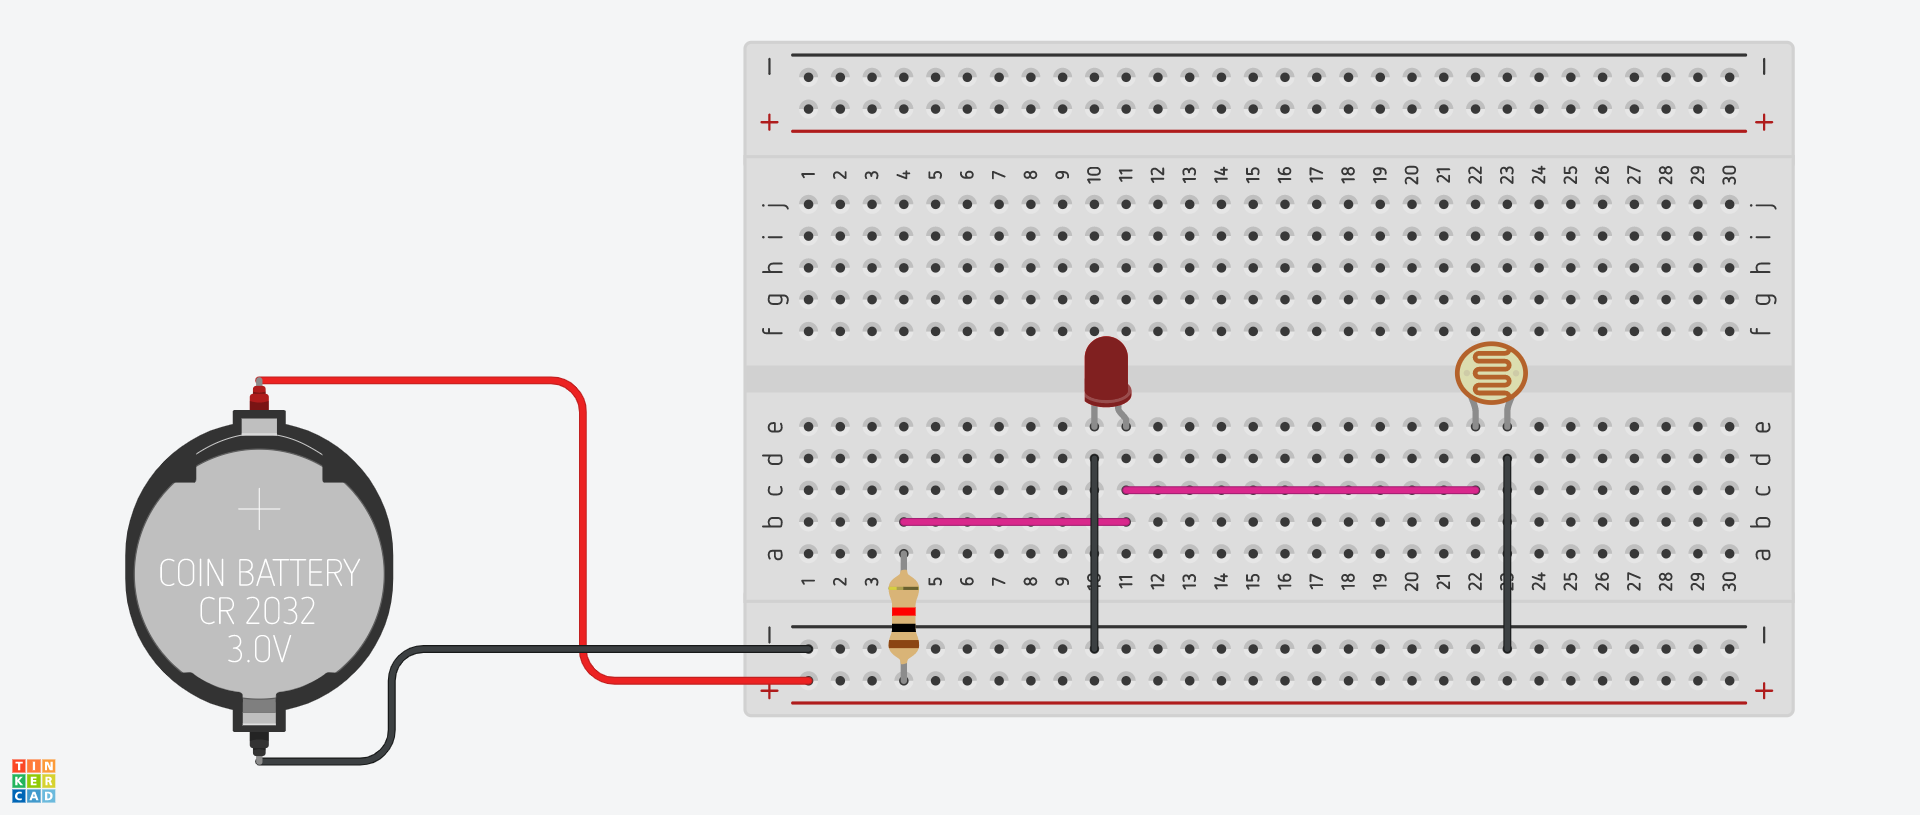 − −
+ +
1 2 3 4 5 6 7 8 9 10 11 12 13 14 15 16 17 18 19 20 21 22 23 24 25 26 27 28 29 30
j j
i i
h h
g g
f f
e e
d d
c c
b b
a a
1 2 3 5 6 7 8 9 10 11 12 13 14 15 16 17 18 19 20 21 22 23 24 25 26 27 28 29 30
− −
+ +
COIN BATTERY
CR 2032
3.0V
TIN
KER
CAD